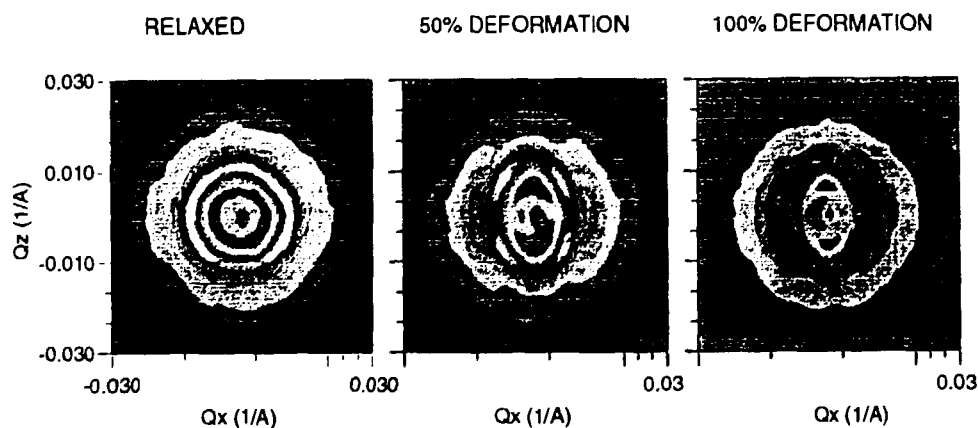 RELAXED 50% DEFORMATION 100% DEFORMATION
0.030
0.010
-0.010
-0.030
Qz (1/A)
-0.030 0.030 0.03 0.03
Qx (1/A) Qx (1/A) Qx (1/A)